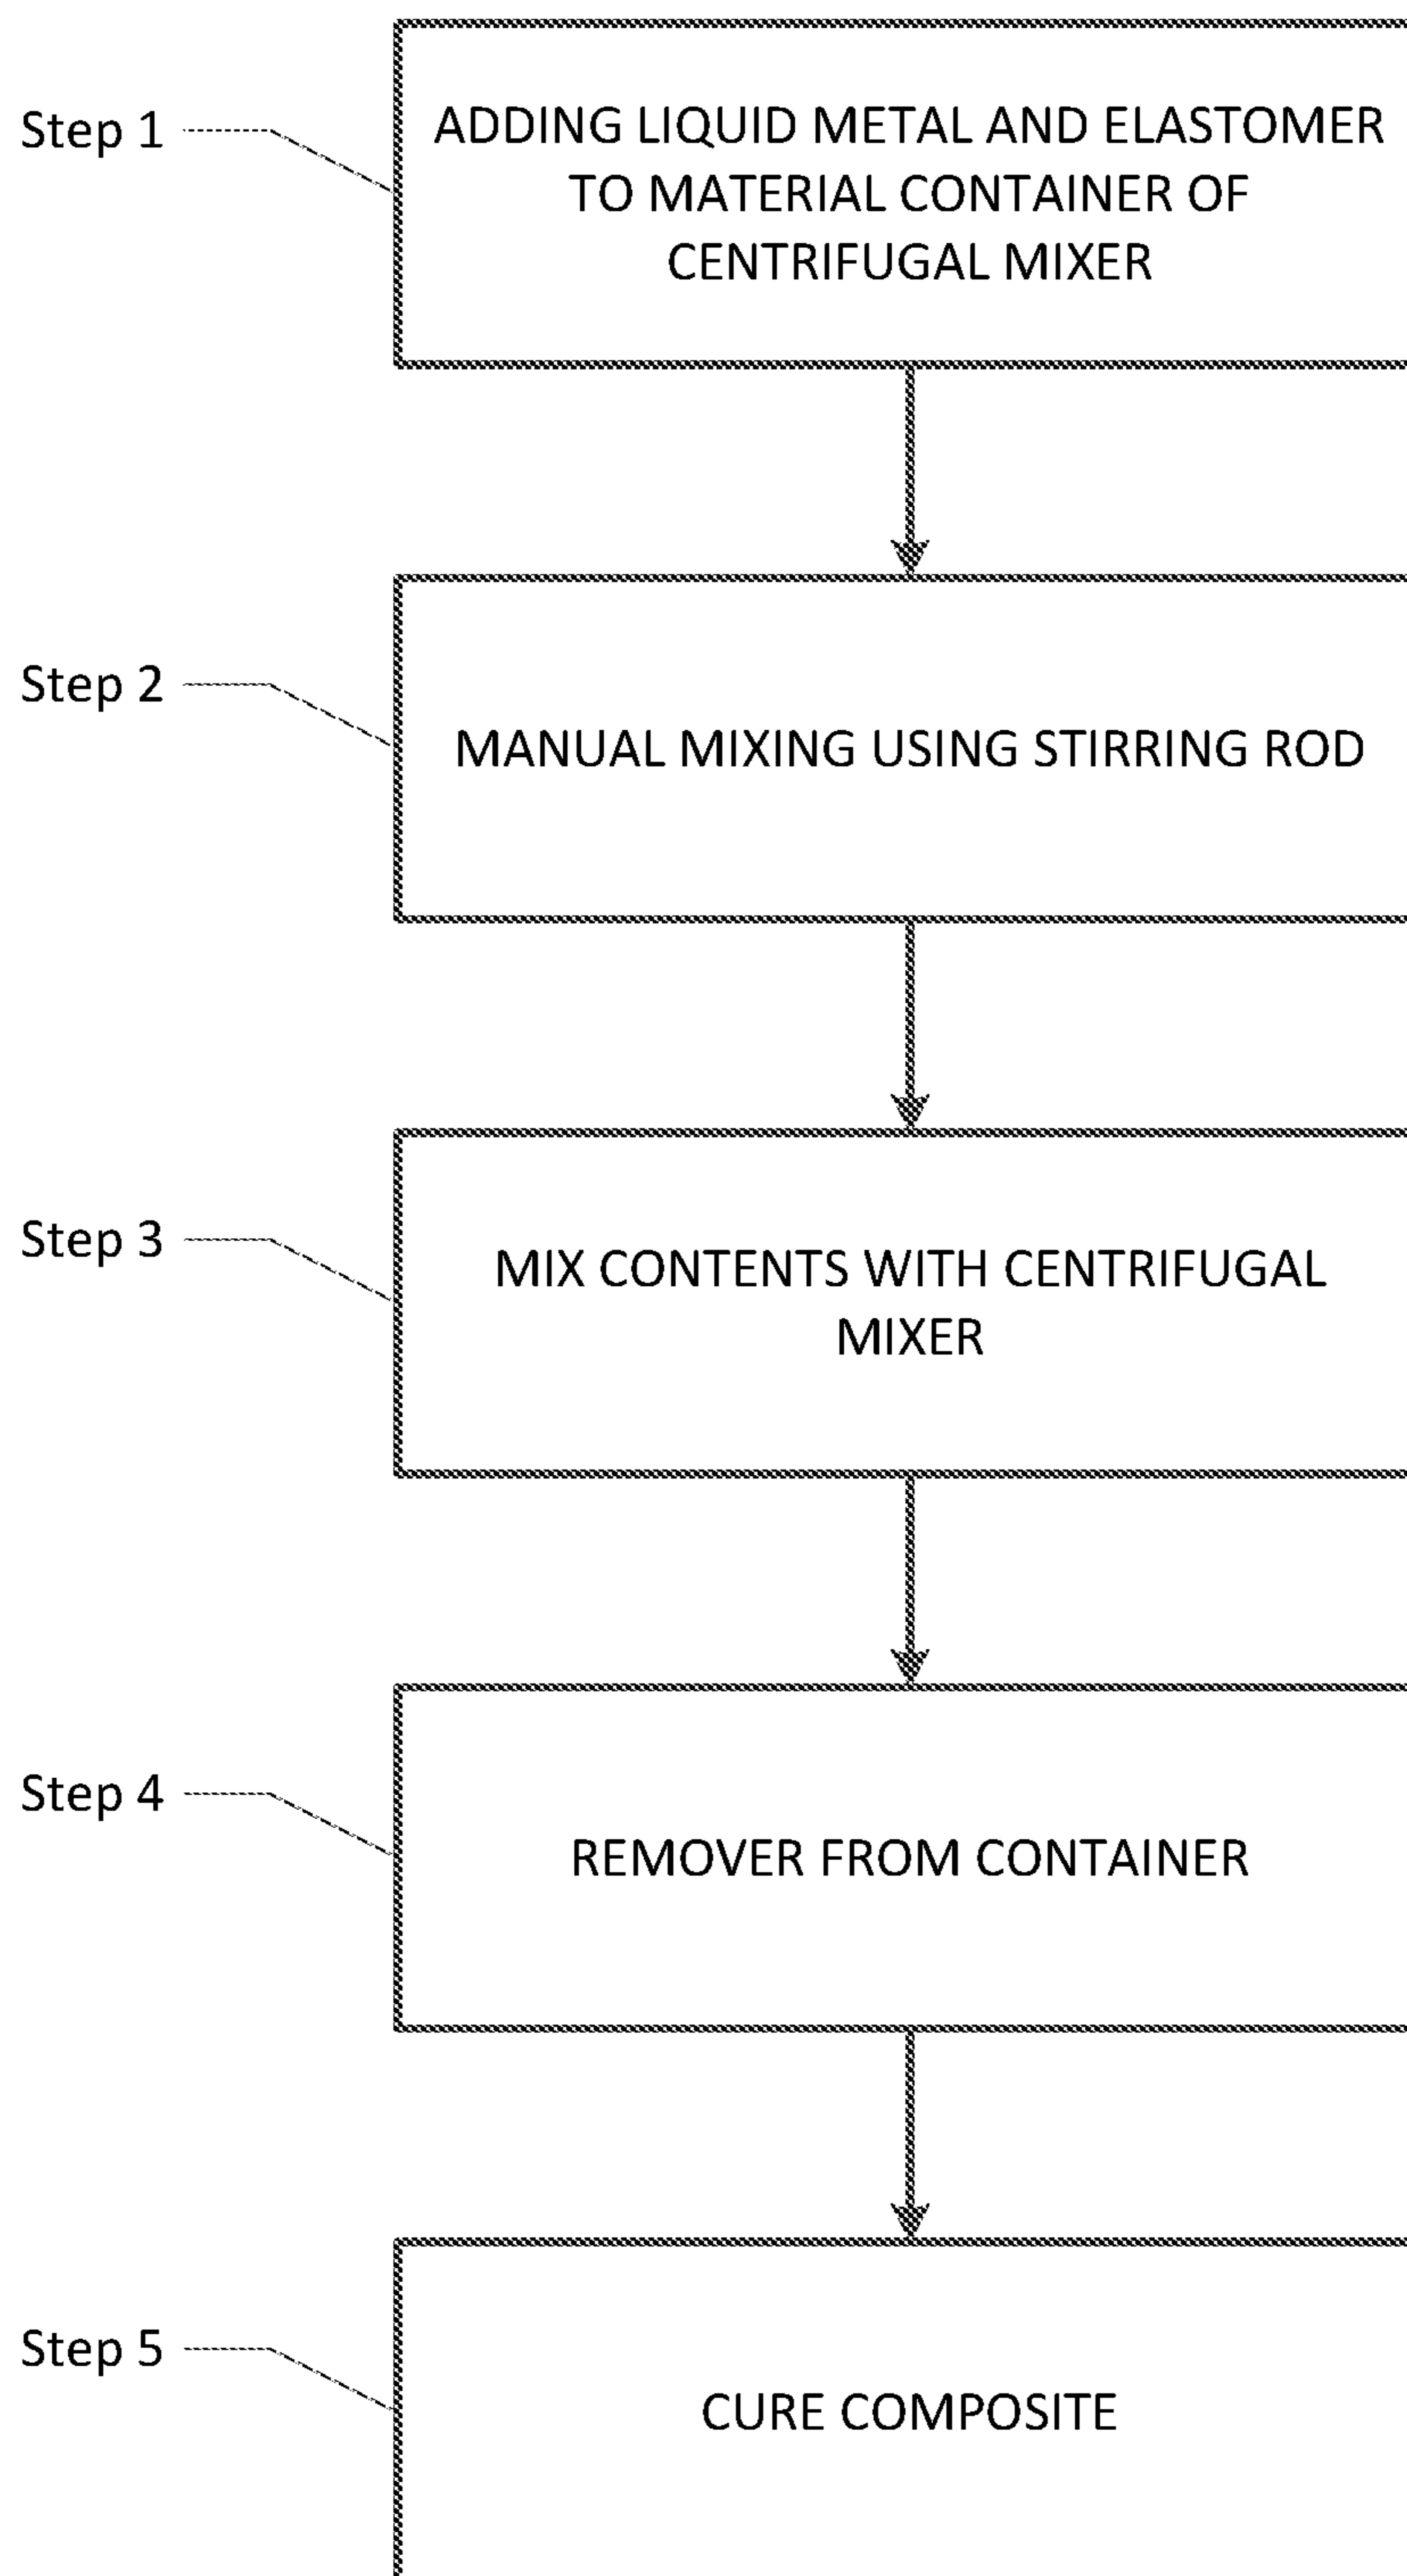 Step 1
ADDING LIQUID METAL AND ELASTOMER
TO MATERIAL CONTAINER OF
CENTRIFUGAL MIXER
Step 2
MANUAL MIXING USING STIRRING ROD
Step 3
MIX CONTENTS WITH CENTRIFUGAL
MIXER
Step 4
REMOVER FROM CONTAINER
Step 5
CURE COMPOSITE